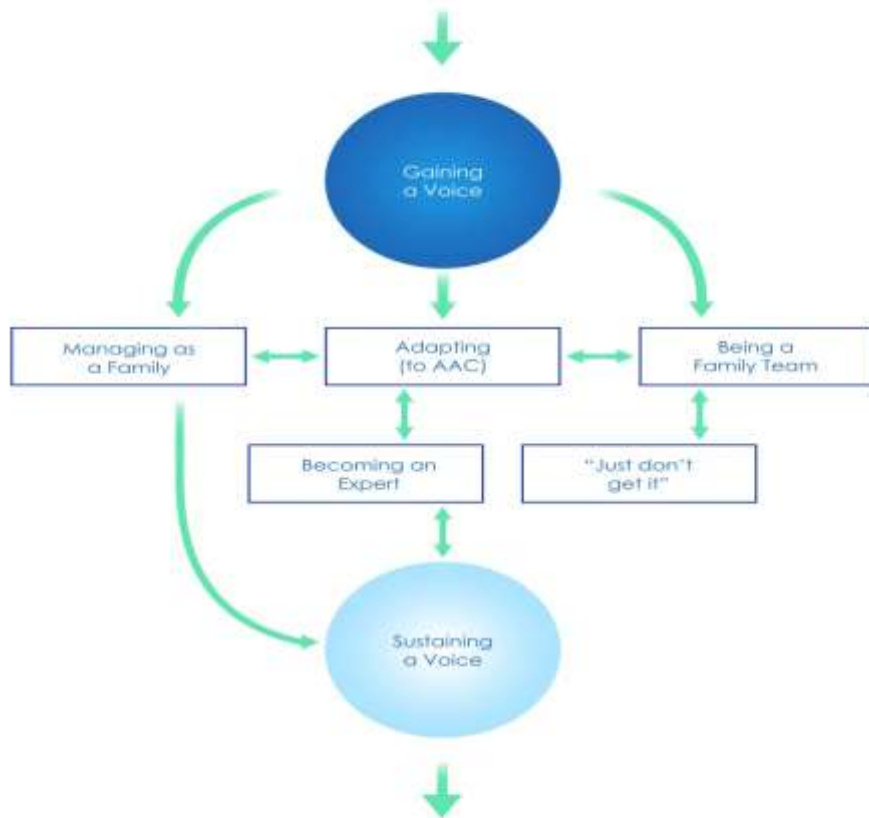 Gaining
a Voice
Managing as
a Family
Adapting
(to AAC)
Being a
Family Team
Becoming an
Expert
“Just don’t
get it”
Sustaining
a Voice